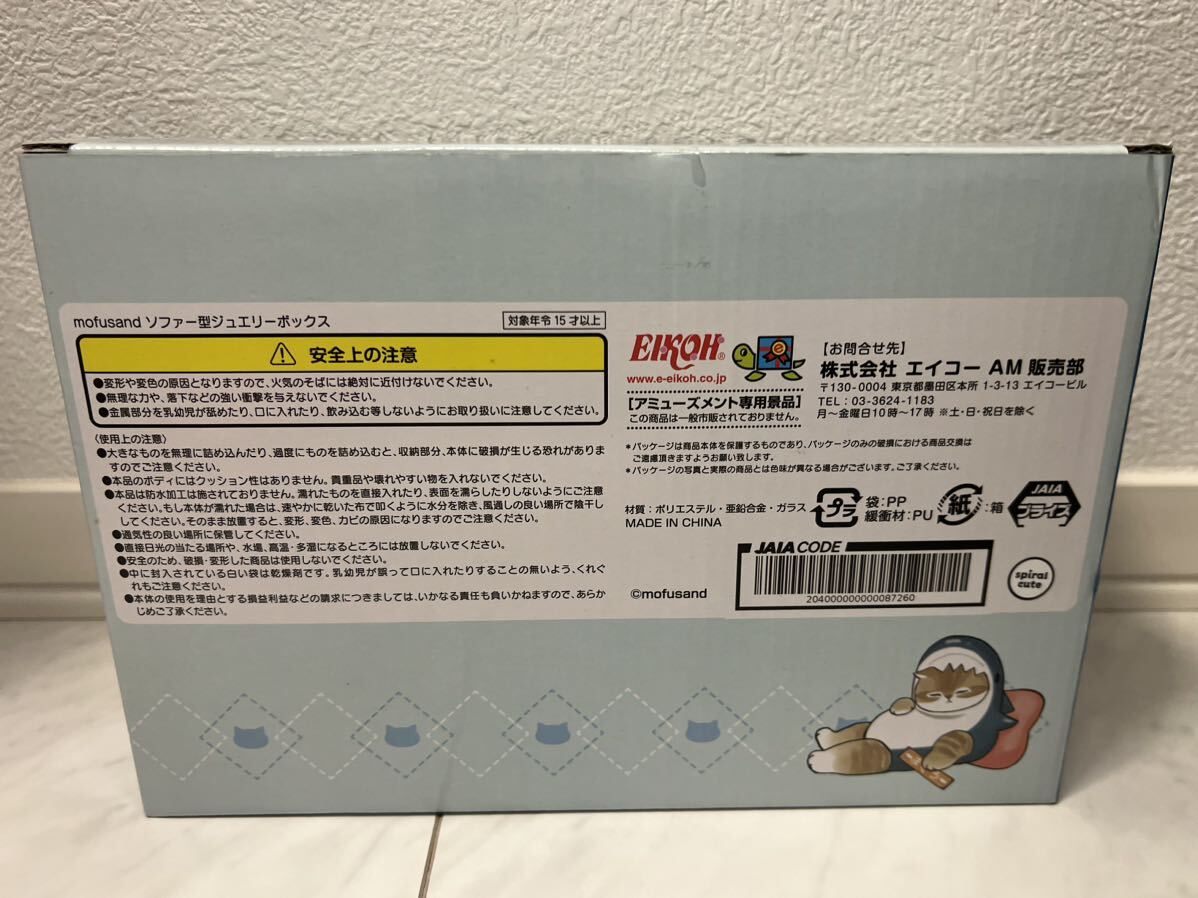 mofusand ソファー型ジュエリーボックス
対象年令15才以上
安全上の注意
●変形や変色の原因となりますので、火気のそばには絶対に近付けないでください。
●無理な力や、落下などの強い衝撃を与えないでください。
●金属部分を乳幼児が舐めたり、口に入れたり、飲み込む等しないようにお取り扱いに注意してください。
〈使用上の注意〉
●大きなものを無理に詰め込んだり、過度にものを詰め込むと、収納部分、本体に破損が生じる恐れがありま
すのでご注意ください。
●本品のボディにはクッション性はありません。貴重品や壊れやすい物を入れないでください。
●本品は防水加工は施されておりません。濡れたものを直接入れたり、表面を濡らしたりしないようにご注意
ください。もし本体が濡れた場合は、速やかに乾いた布で叩くように水分を除き、風通しの良い場所で陰干し
してください。そのまま放置すると、変形、変色、カビの原因になりますのでご注意ください。
●通気性の良い場所に保管してください。
●直接日光の当たる場所や、水場、高温・多湿になるところには放置しないでください。
●安全のため、破損・変形した商品は使用しないでください。
●中に封入されている白い袋は乾燥剤です。乳幼児が誤って口に入れたりすることの無いよう、くれぐ
れもご注意ください。
●本体の使用を理由とする損益利益などの請求につきましては、いかなる責任も負いかねますので、あらか
じめご了承ください。
EIKOH®
www.e-eikoh.co.jp
[アミューズメント専用景品]
この商品は一般市販されておりません。
【お問合せ先】
株式会社 エイコー AM 販売部
〒130-0004 東京都墨田区本所 1-3-13 エイコービル
TEL: 03-3624-1183
月〜金曜日10時〜17時 ※土・日・祝日を除く
*パッケージは商品本体を保護するものであり、パッケージのみの破損における商品交換は
ご遠慮頂きますようお願い致します。
*パッケージの写真と実際の商品とは色味が異なる場合がございます。ご了承ください。
材質：ポリエステル・亜鉛合金・ガラス
MADE IN CHINA
プラ
袋：PP
緩衝材：PU
紙
：箱
JAIA
プライズ
©mofusand
JAIA CODE
204000000000087260
spiral
cute